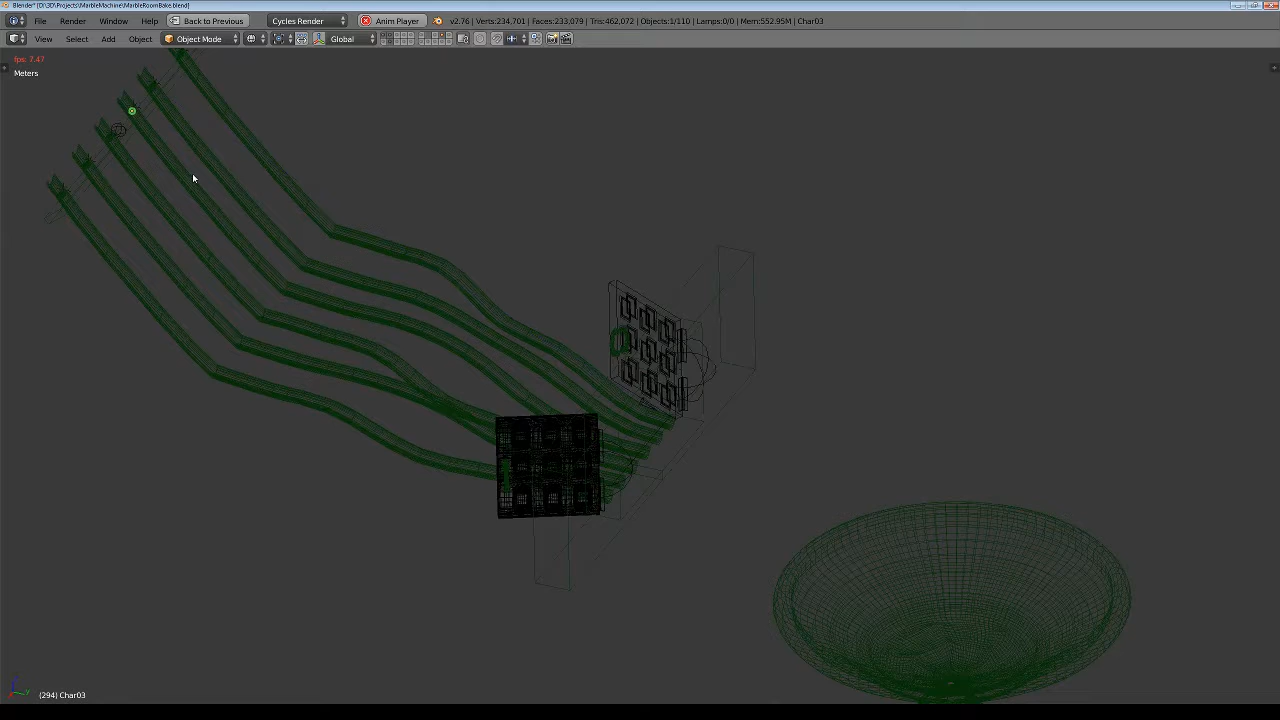 Blender* [D:\3D\Projects\MarbleMachine\MarbleRoomBake.blend]
File Render Window Help Back to Previous Cycles Render Anim Player v2.76 | Verts:234,701 | Faces:233,079 | Tris:462,072 | Objects:1/110 | Lamps:0/0 | Mem:552.95M | Char03
View Select Add Object Object Mode Global
fps: 7.47
Meters
(294) Char03